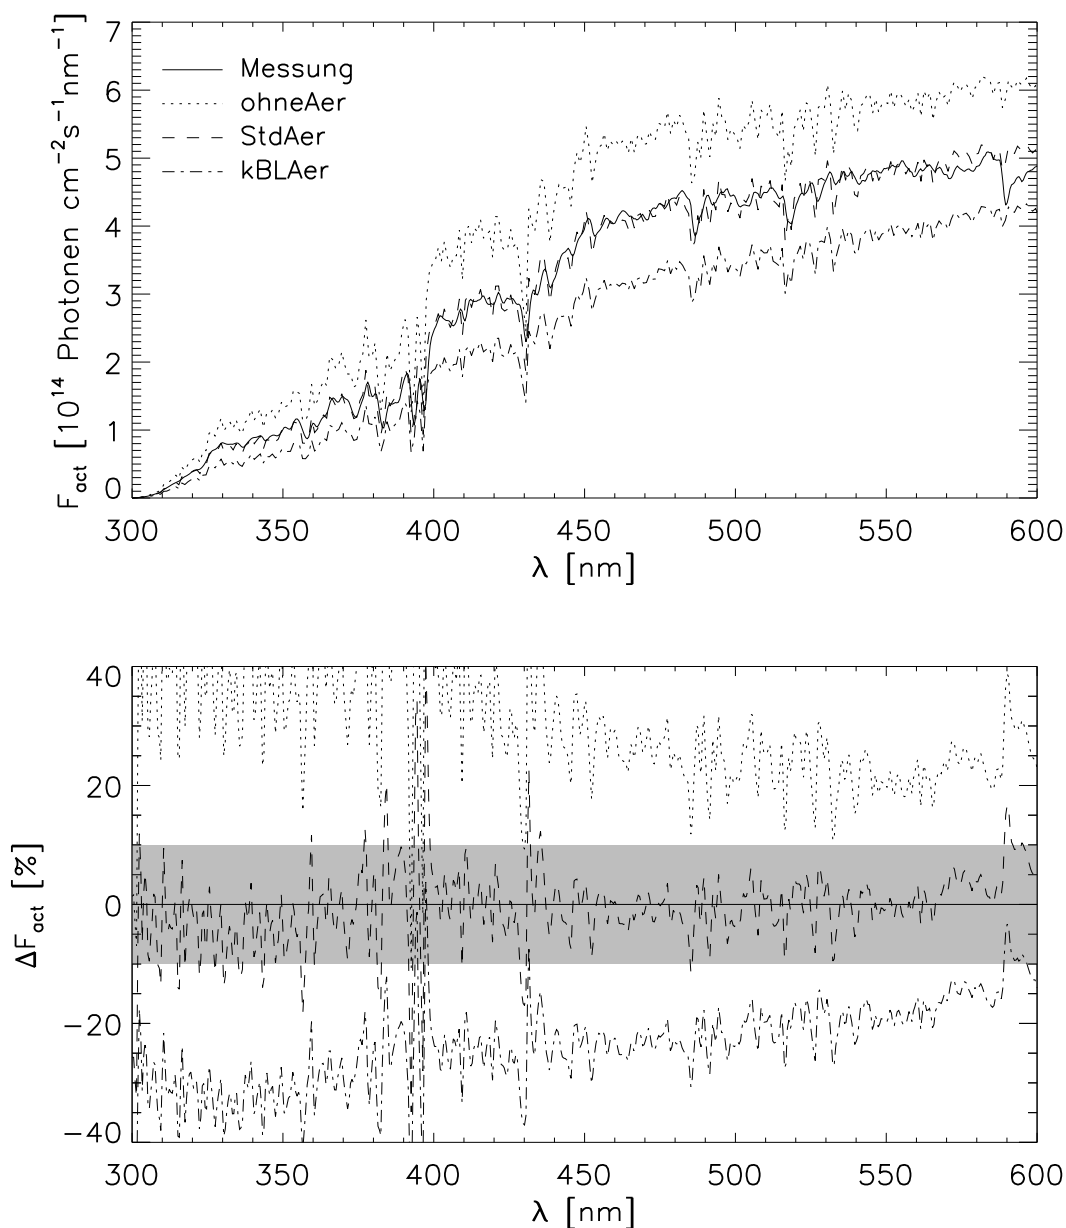 F_act [10^14 Photonen cm^−2 s^−1 nm^−1]
7
6
5
4
3
2
1
0
Messung
ohneAer
StdAer
kBLAer
300 350 400 450 500 550 600
λ [nm]
ΔF_act [%]
40
20
0
−20
−40
300 350 400 450 500 550 600
λ [nm]